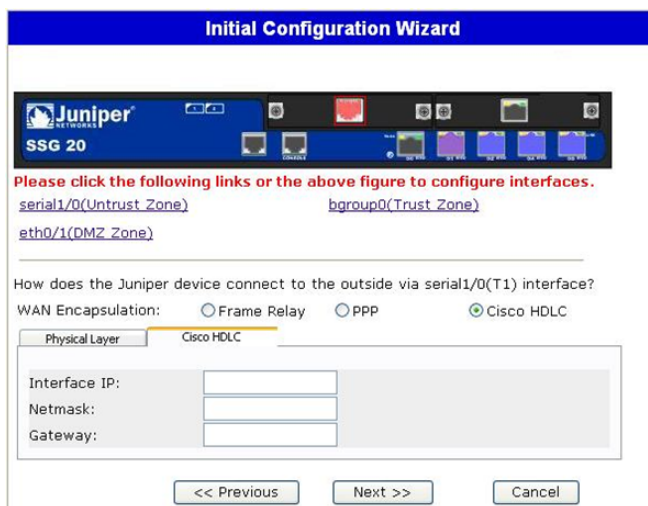 Initial Configuration Wizard
Juniper
NETWORKS
SSG 20
CONSOLE
Please click the following links or the above figure to configure interfaces.
serial1/0(Untrust Zone) bgroup0(Trust Zone)
eth0/1(DMZ Zone)
How does the Juniper device connect to the outside via serial1/0(T1) interface?
WAN Encapsulation: Frame Relay PPP Cisco HDLC
Physical Layer Cisco HDLC
Interface IP:
Netmask:
Gateway:
<< Previous Next >> Cancel